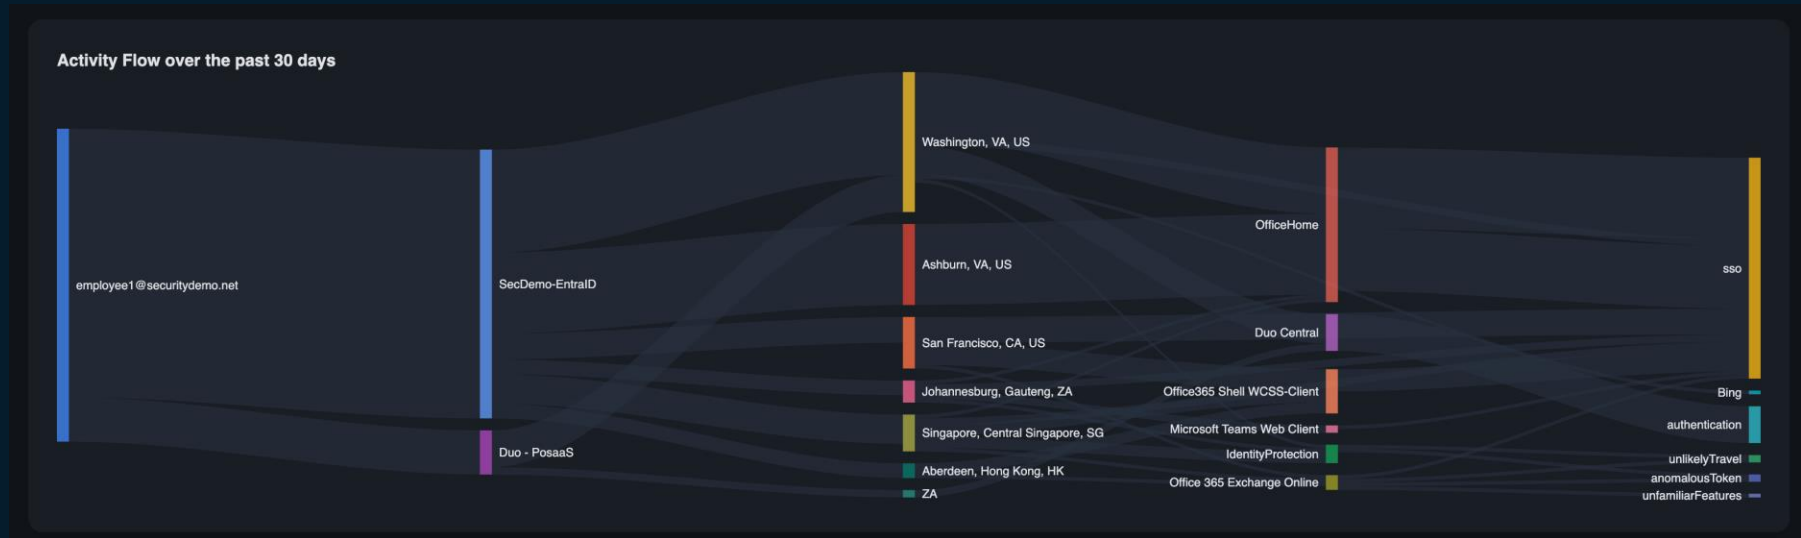 Activity Flow over the past 30 days
employee1@securitydemo.net
SecDemo-EntraID
Duo - PosaaS
Washington, VA, US
Ashburn, VA, US
San Francisco, CA, US
Johannesburg, Gauteng, ZA
Singapore, Central Singapore, SG
Aberdeen, Hong Kong, HK
ZA
OfficeHome
Duo Central
Office365 Shell WCSS-Client
Microsoft Teams Web Client
IdentityProtection
Office 365 Exchange Online
sso
Bing
authentication
unlikelyTravel
anomalousToken
unfamiliarFeatures